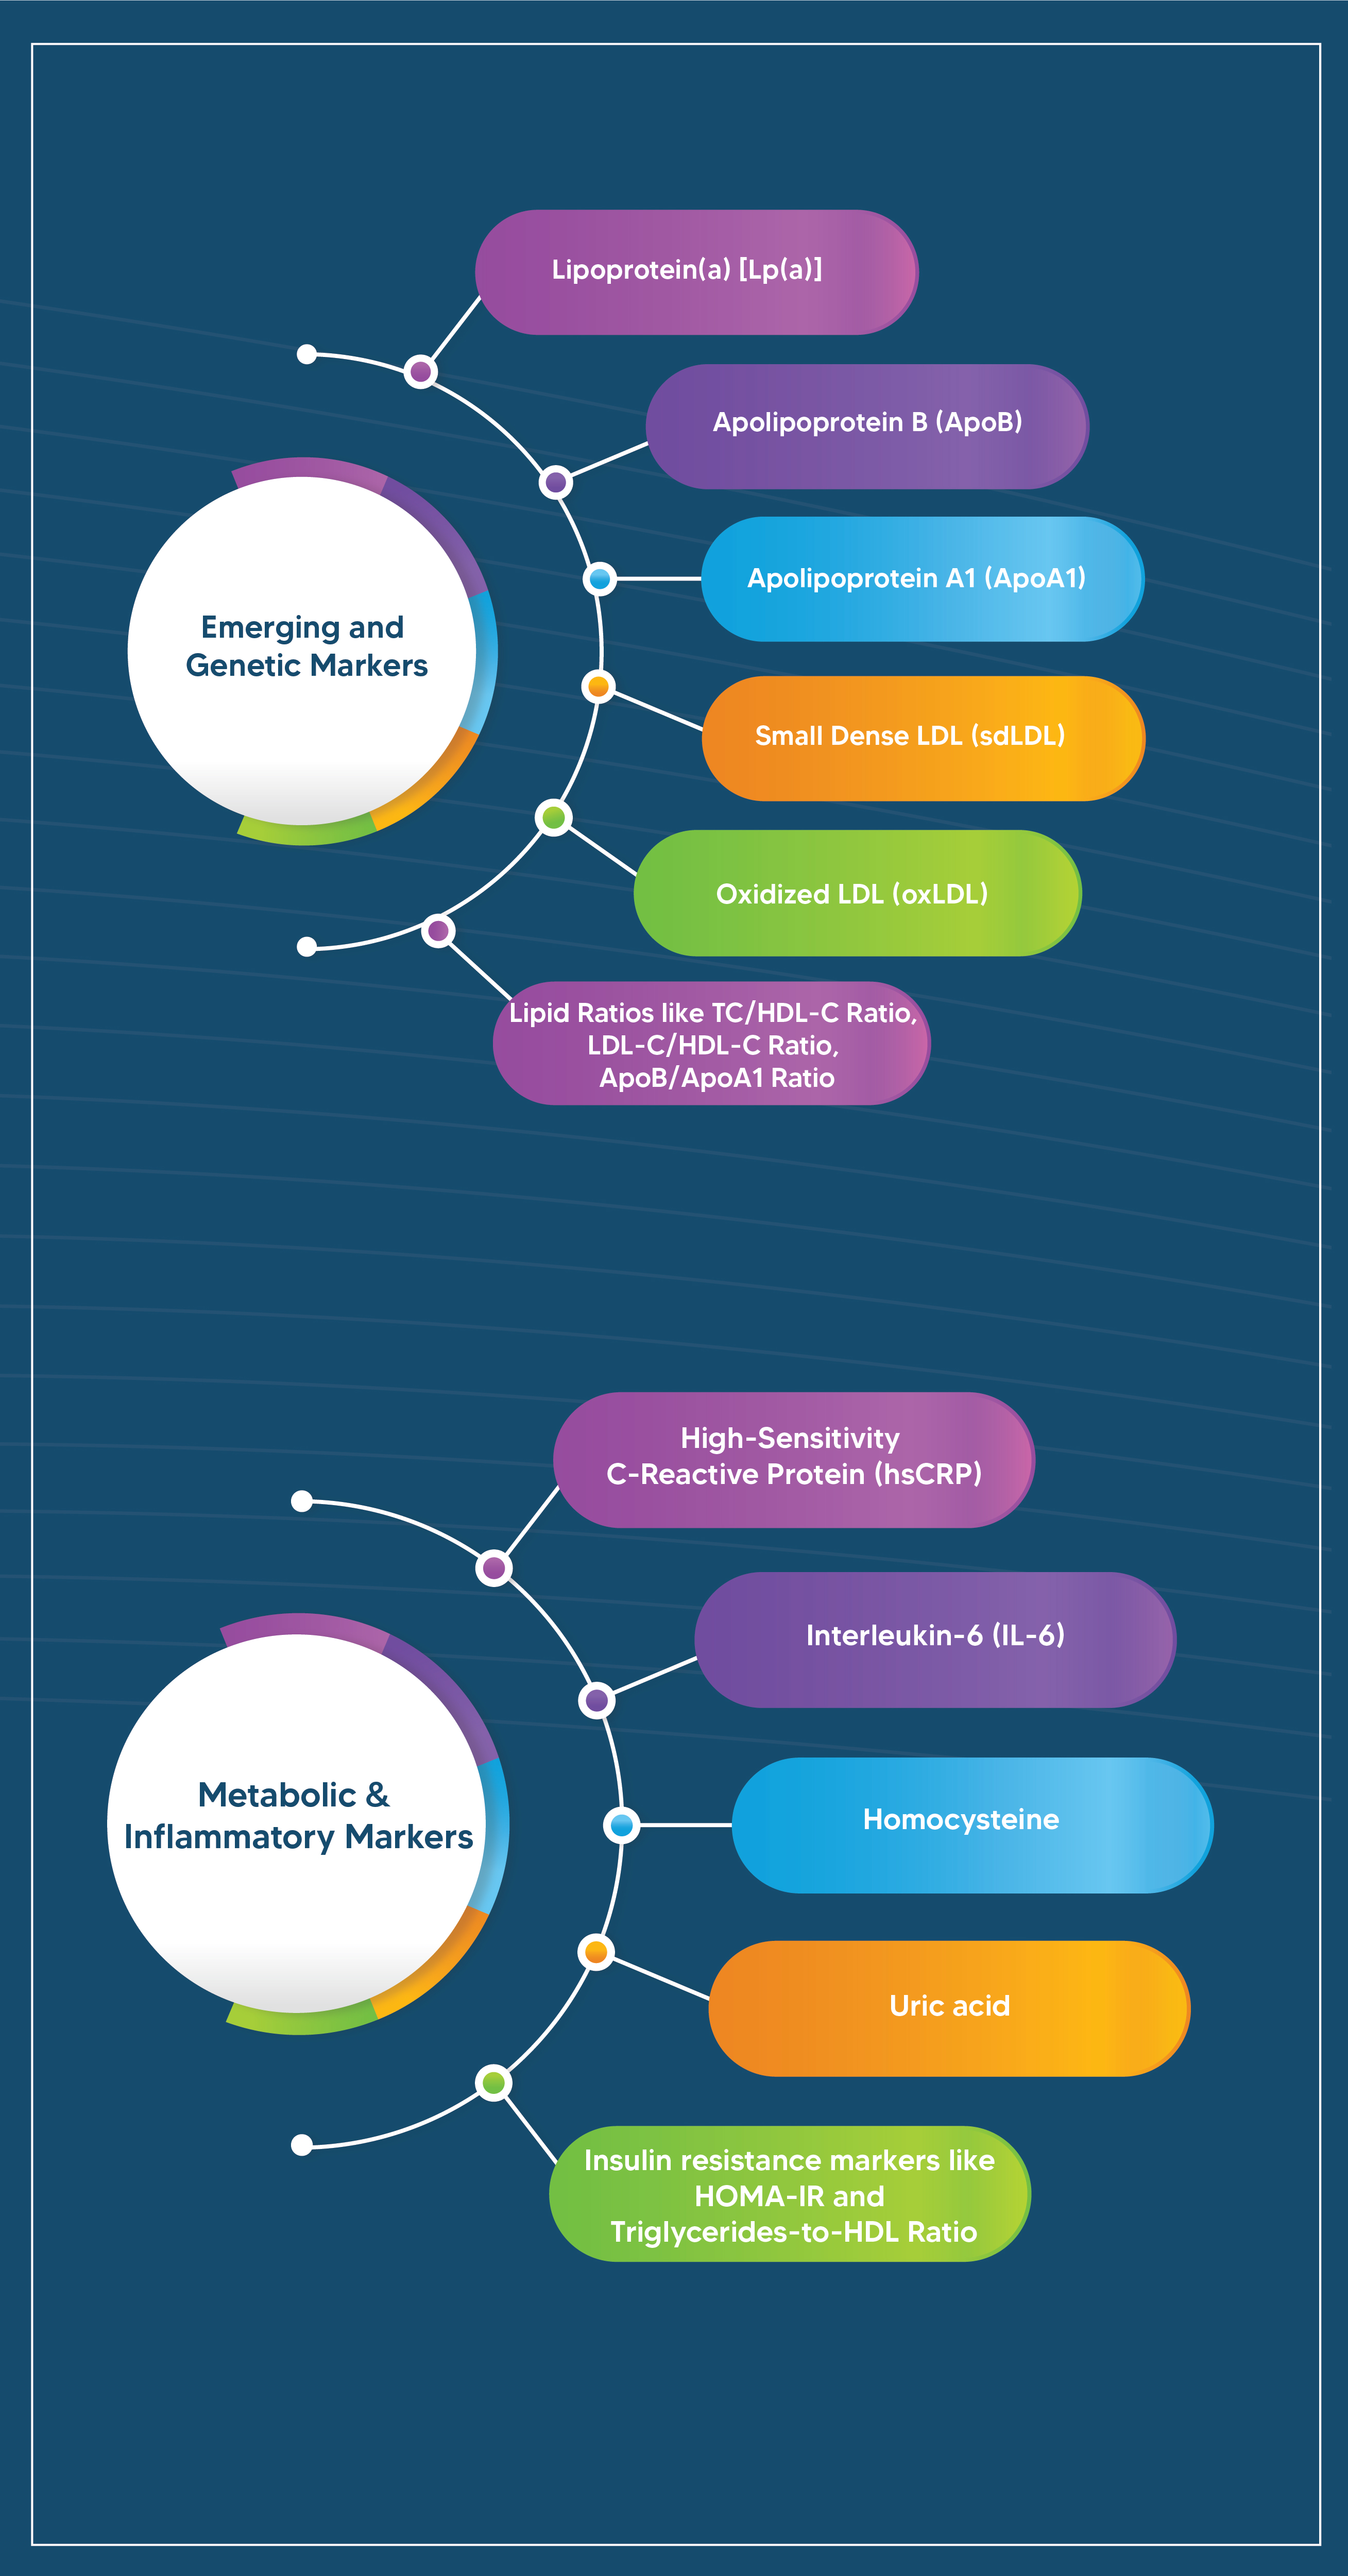 Lipoprotein(a) [Lp(a)]
Apolipoprotein B (ApoB)
Apolipoprotein A1 (ApoA1)
Emerging and
Genetic Markers
Small Dense LDL (sdLDL)
Oxidized LDL (oxLDL)
Lipid Ratios like TC/HDL-C Ratio,
LDL-C/HDL-C Ratio,
ApoB/ApoA1 Ratio
High-Sensitivity
C-Reactive Protein (hsCRP)
Interleukin-6 (IL-6)
Metabolic &
Inflammatory Markers
Homocysteine
Uric acid
Insulin resistance markers like
HOMA-IR and
Triglycerides-to-HDL Ratio